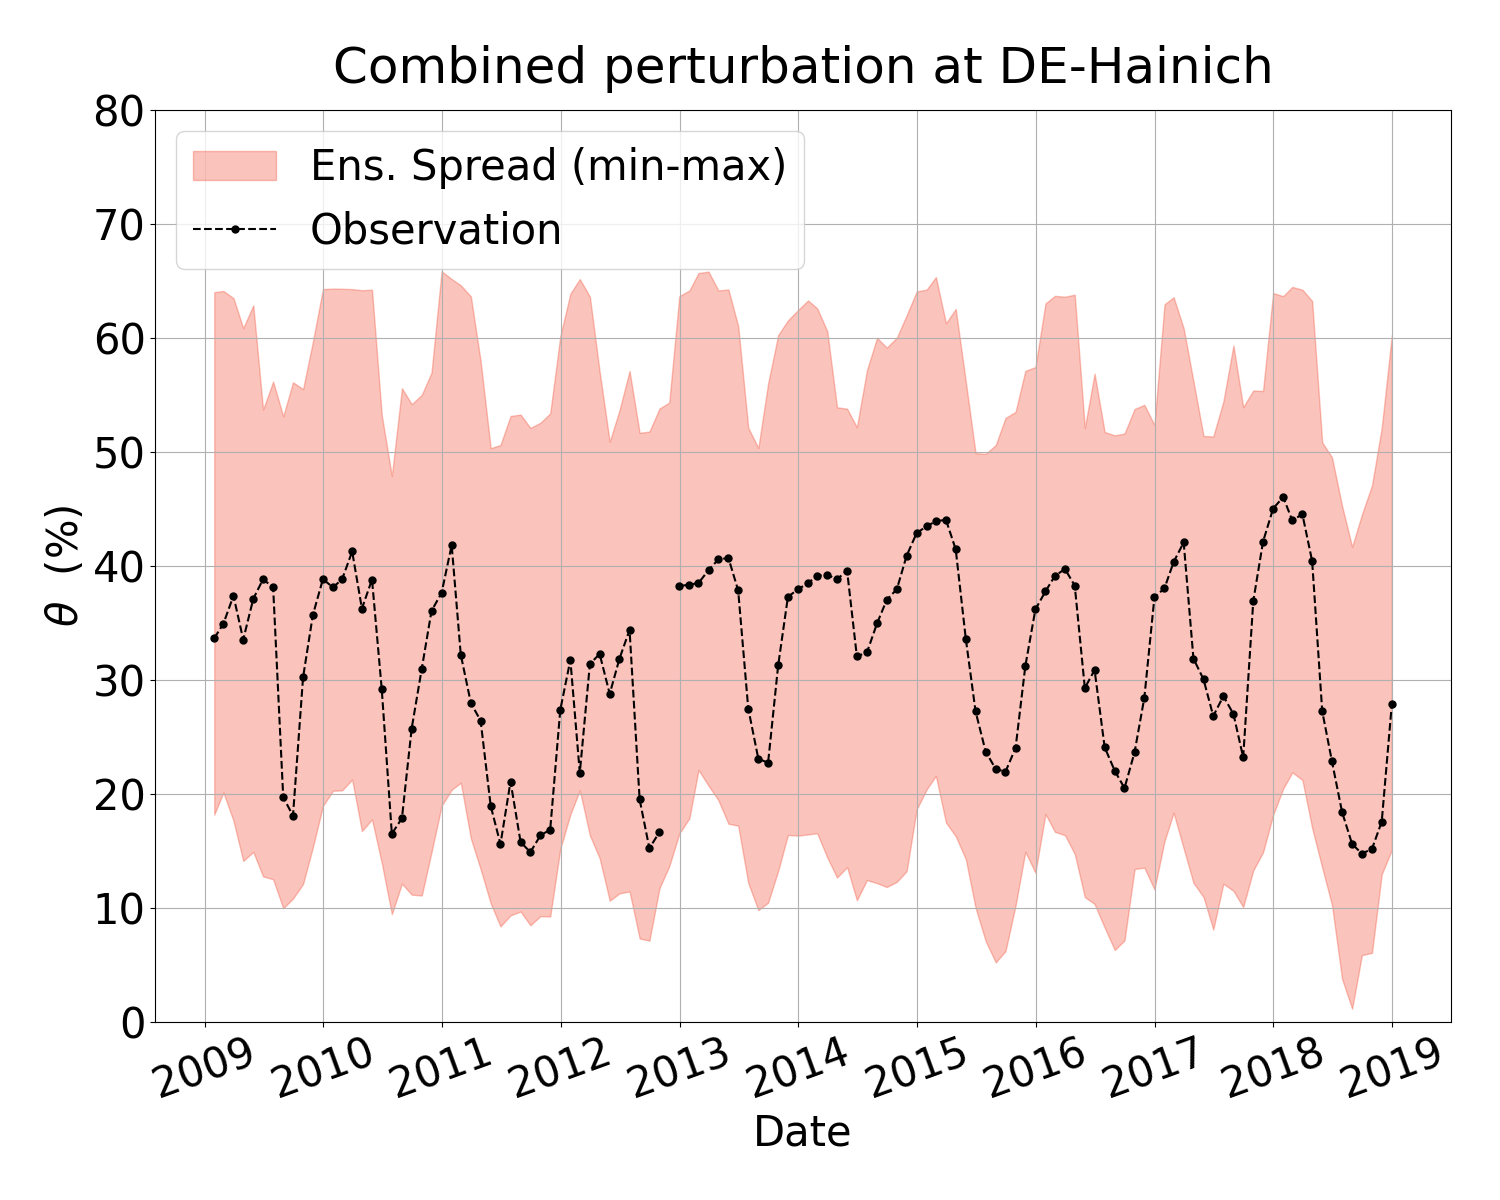 Combined perturbation at DE-Hainich
80
70
60
50
40
30
20
10
0
θ (%)
Ens. Spread (min-max)
Observation
2009 2010 2011 2012 2013 2014 2015 2016 2017 2018 2019
Date